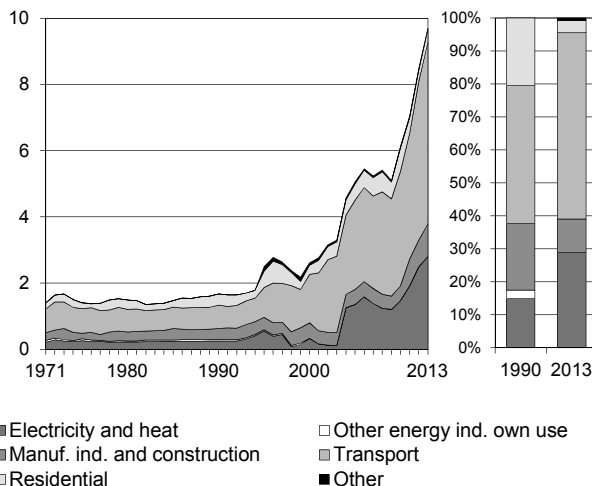 10
8
6
4
2
0
1971 1980 1990 2000 2013
100%
90%
80%
70%
60%
50%
40%
30%
20%
10%
0%
1990 2013
Electricity and heat
Other energy ind. own use
Manuf. ind. and construction
Transport
Residential
Other